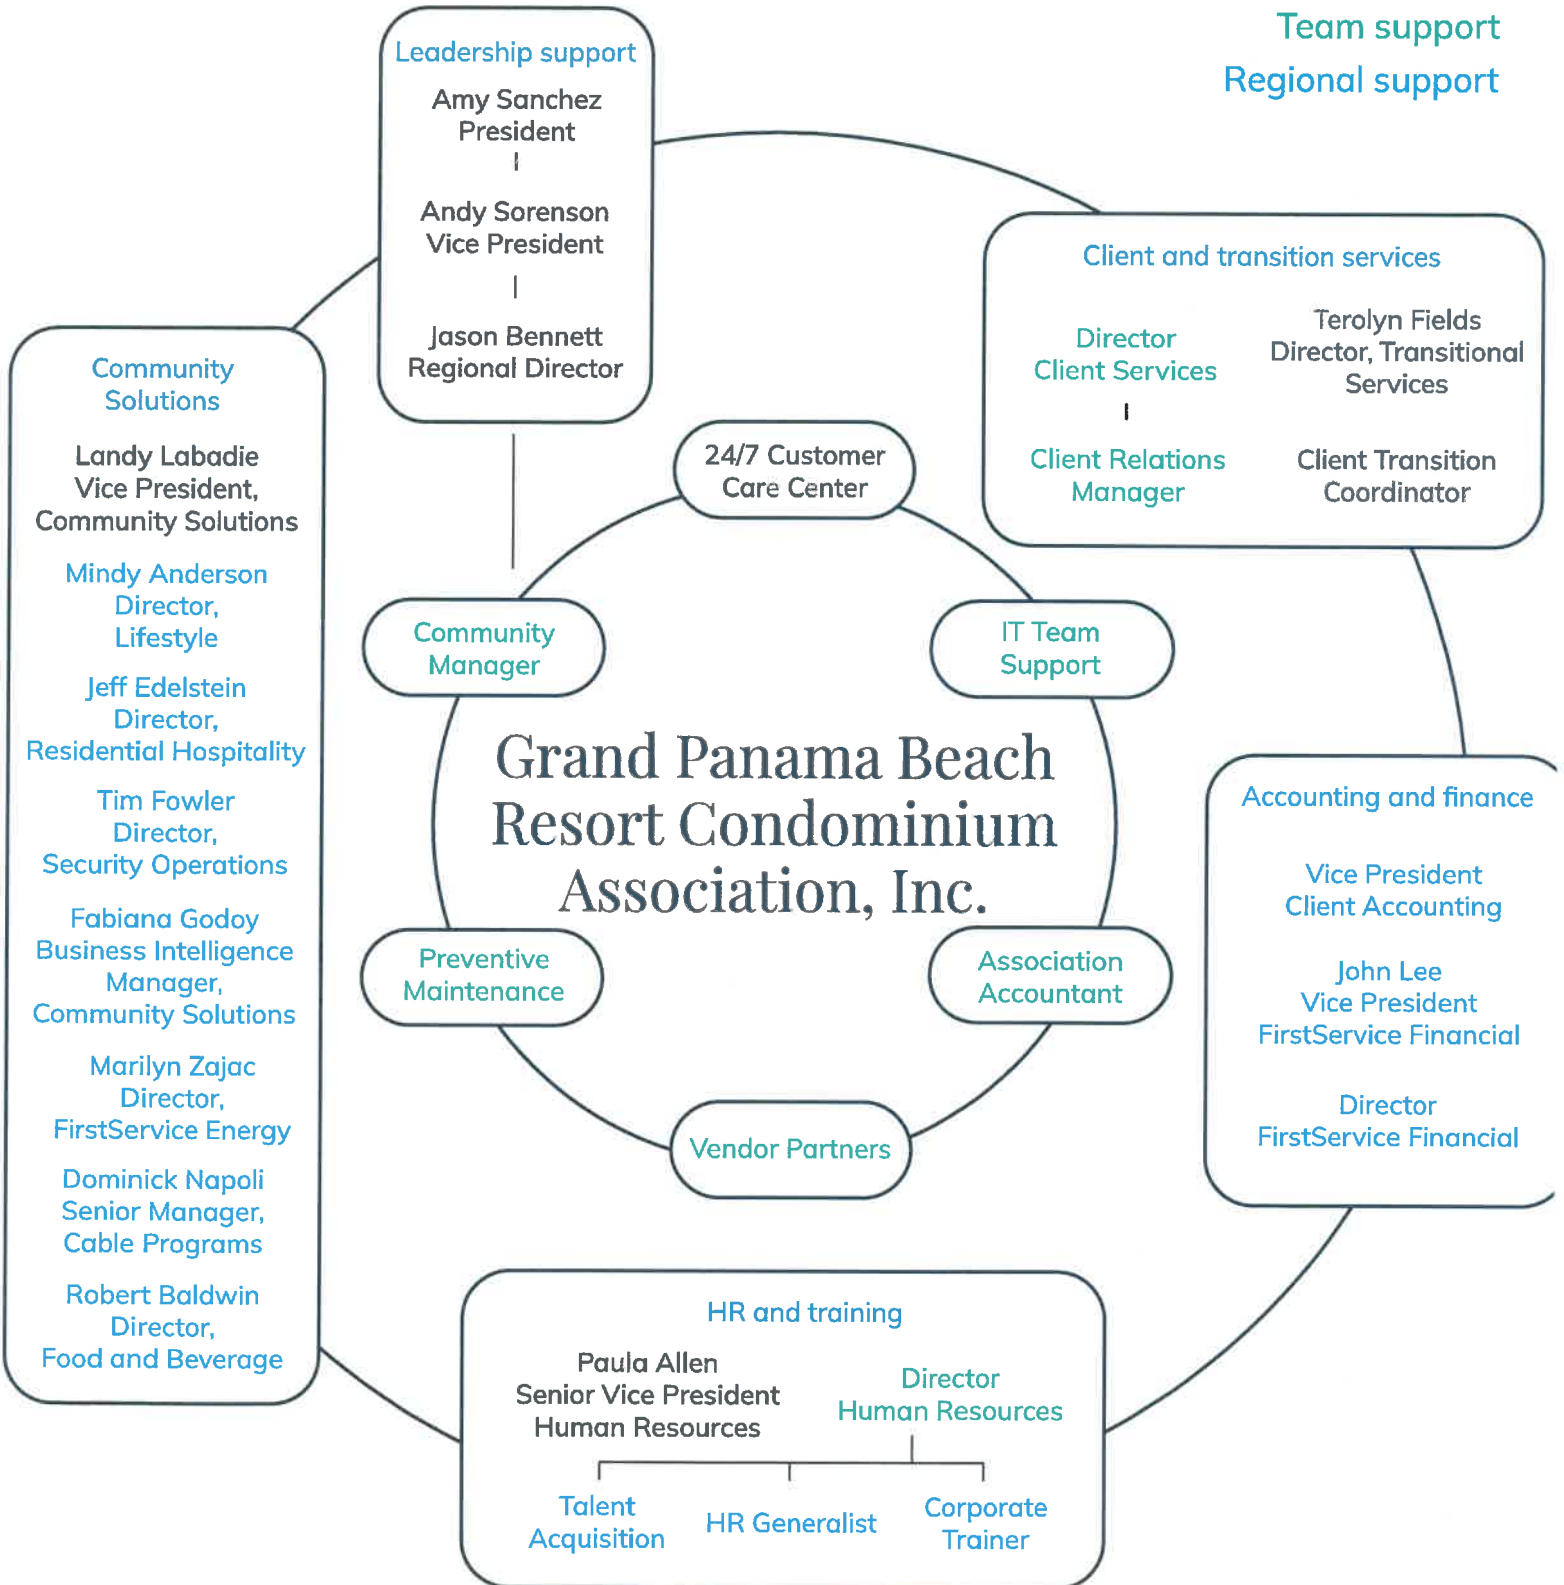 Team support
Regional support
Leadership support
Amy Sanchez
President
Andy Sorenson
Vice President
Jason Bennett
Regional Director
Client and transition services
Director
Client Services
Client Relations
Manager
Terolyn Fields
Director, Transitional
Services
Client Transition
Coordinator
Community
Solutions
Landy Labadie
Vice President,
Community Solutions
Mindy Anderson
Director,
Lifestyle
Jeff Edelstein
Director,
Residential Hospitality
Tim Fowler
Director,
Security Operations
Fabiana Godoy
Business Intelligence
Manager,
Community Solutions
Marilyn Zajac
Director,
FirstService Energy
Dominick Napoli
Senior Manager,
Cable Programs
Robert Baldwin
Director,
Food and Beverage
24/7 Customer
Care Center
Community
Manager
IT Team
Support
Grand Panama Beach
Resort Condominium
Association, Inc.
Preventive
Maintenance
Association
Accountant
Vendor Partners
Accounting and finance
Vice President
Client Accounting
John Lee
Vice President
FirstService Financial
Director
FirstService Financial
HR and training
Paula Allen
Senior Vice President
Human Resources
Director
Human Resources
Talent
Acquisition
HR Generalist
Corporate
Trainer